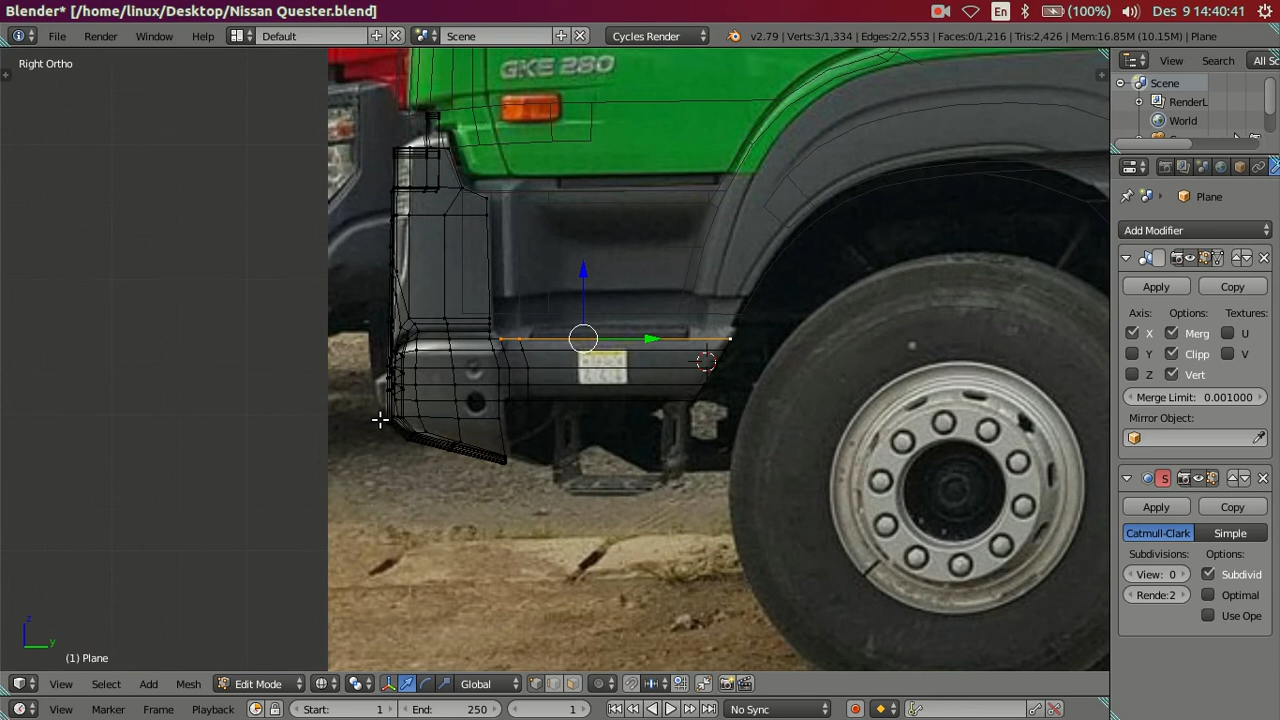 Blender* [/home/linux/Desktop/Nissan Quester.blend]
En
(100%)
Des 9 14:40:41
File
Render
Window
Help
Default
Scene
Cycles Render
v2.79 | Verts:3/1,334 | Edges:2/2,553 | Faces:0/1,216 | Tris:2,426 | Mem:16.85M (10.15M) | Plane
Right Ortho
GKE 280
View
Search
All Sc
Scene
RenderL
World
Plane
Add Modifier
Apply
Copy
Axis:
Options:
Textures:
X
Merg
U
Y
Clipp
V
Z
Vert
Merge Limit: 0.001000
Mirror Object:
S
Apply
Copy
Catmull-Clark
Simple
Subdivisions:
Options:
View: 0
Subdivid
Rende:2
Optimal
Use Ope
z
y
(1) Plane
View
Select
Add
Mesh
Edit Mode
Global
View
Marker
Frame
Playback
Start: 1
End: 250
1
No Sync